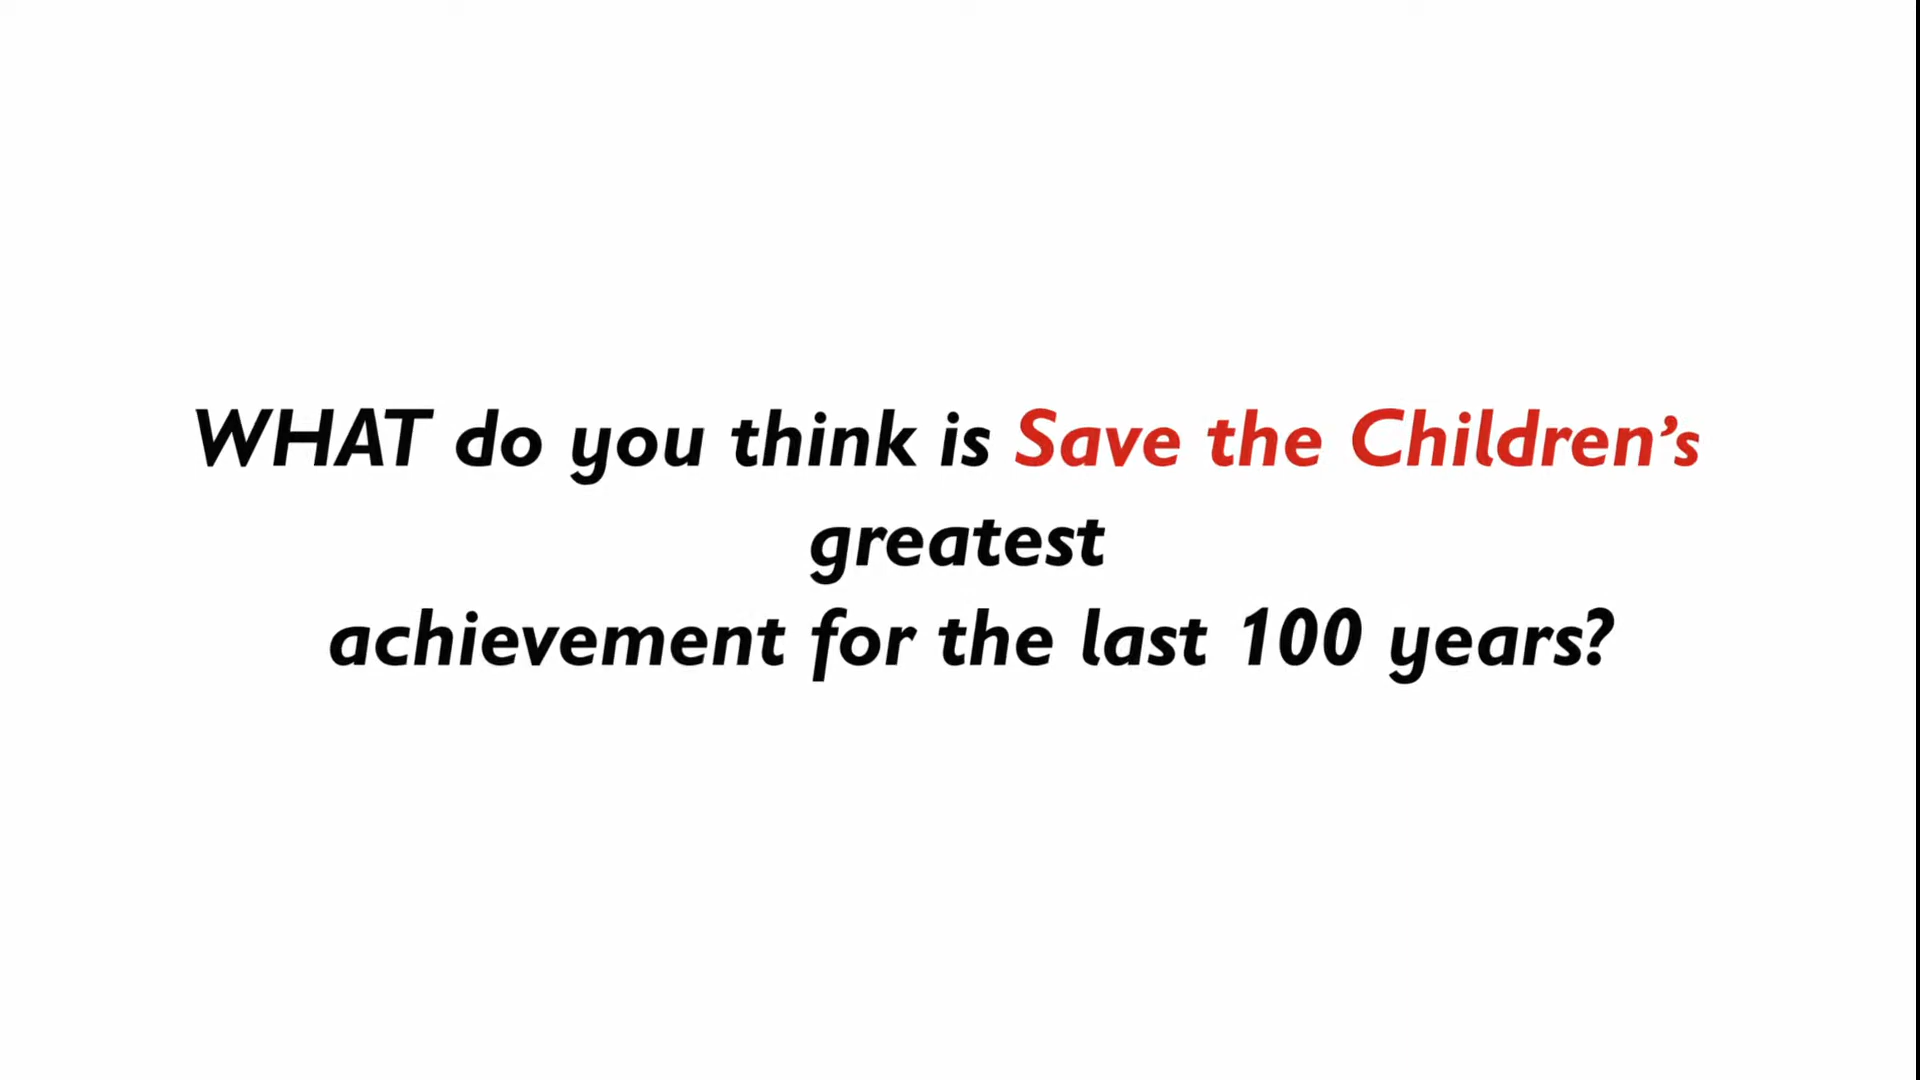 WHAT do you think is Save the Children’s
greatest
achievement for the last 100 years?